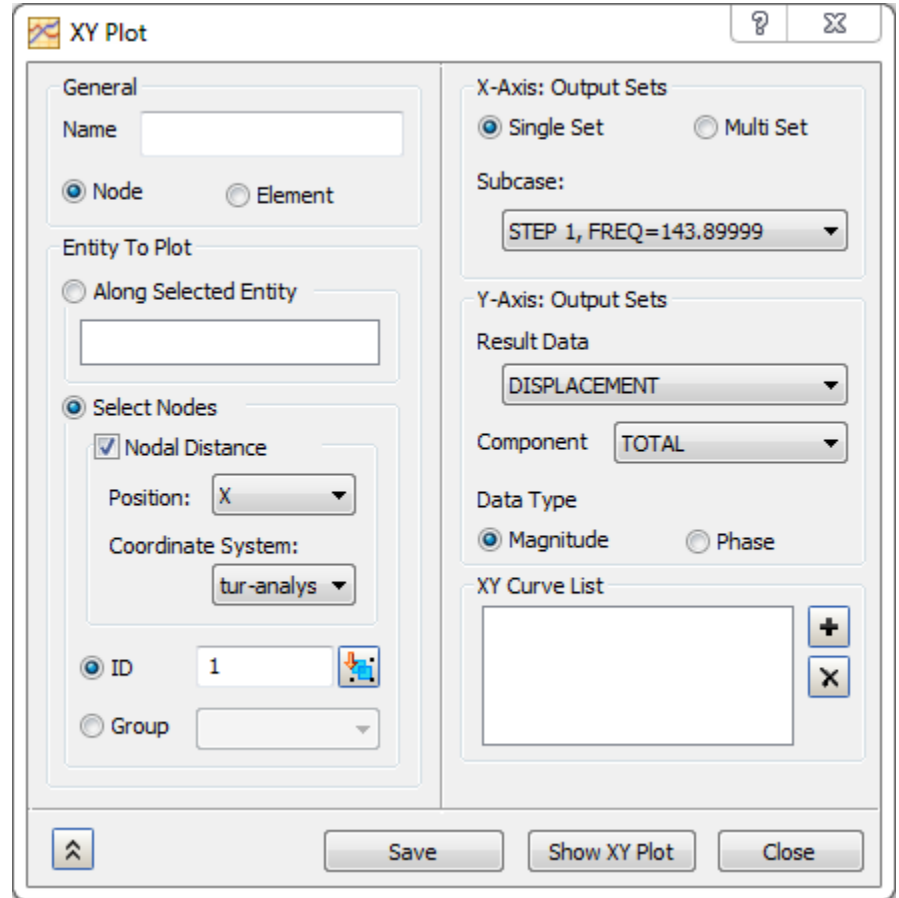 XY Plot
General
Name
Node
Element
Entity To Plot
Along Selected Entity
Select Nodes
Nodal Distance
Position: X
Coordinate System:
tur-analys
ID 1
Group
X-Axis: Output Sets
Single Set
Multi Set
Subcase:
STEP 1, FREQ=143.89999
Y-Axis: Output Sets
Result Data
DISPLACEMENT
Component TOTAL
Data Type
Magnitude
Phase
XY Curve List
Save
Show XY Plot
Close